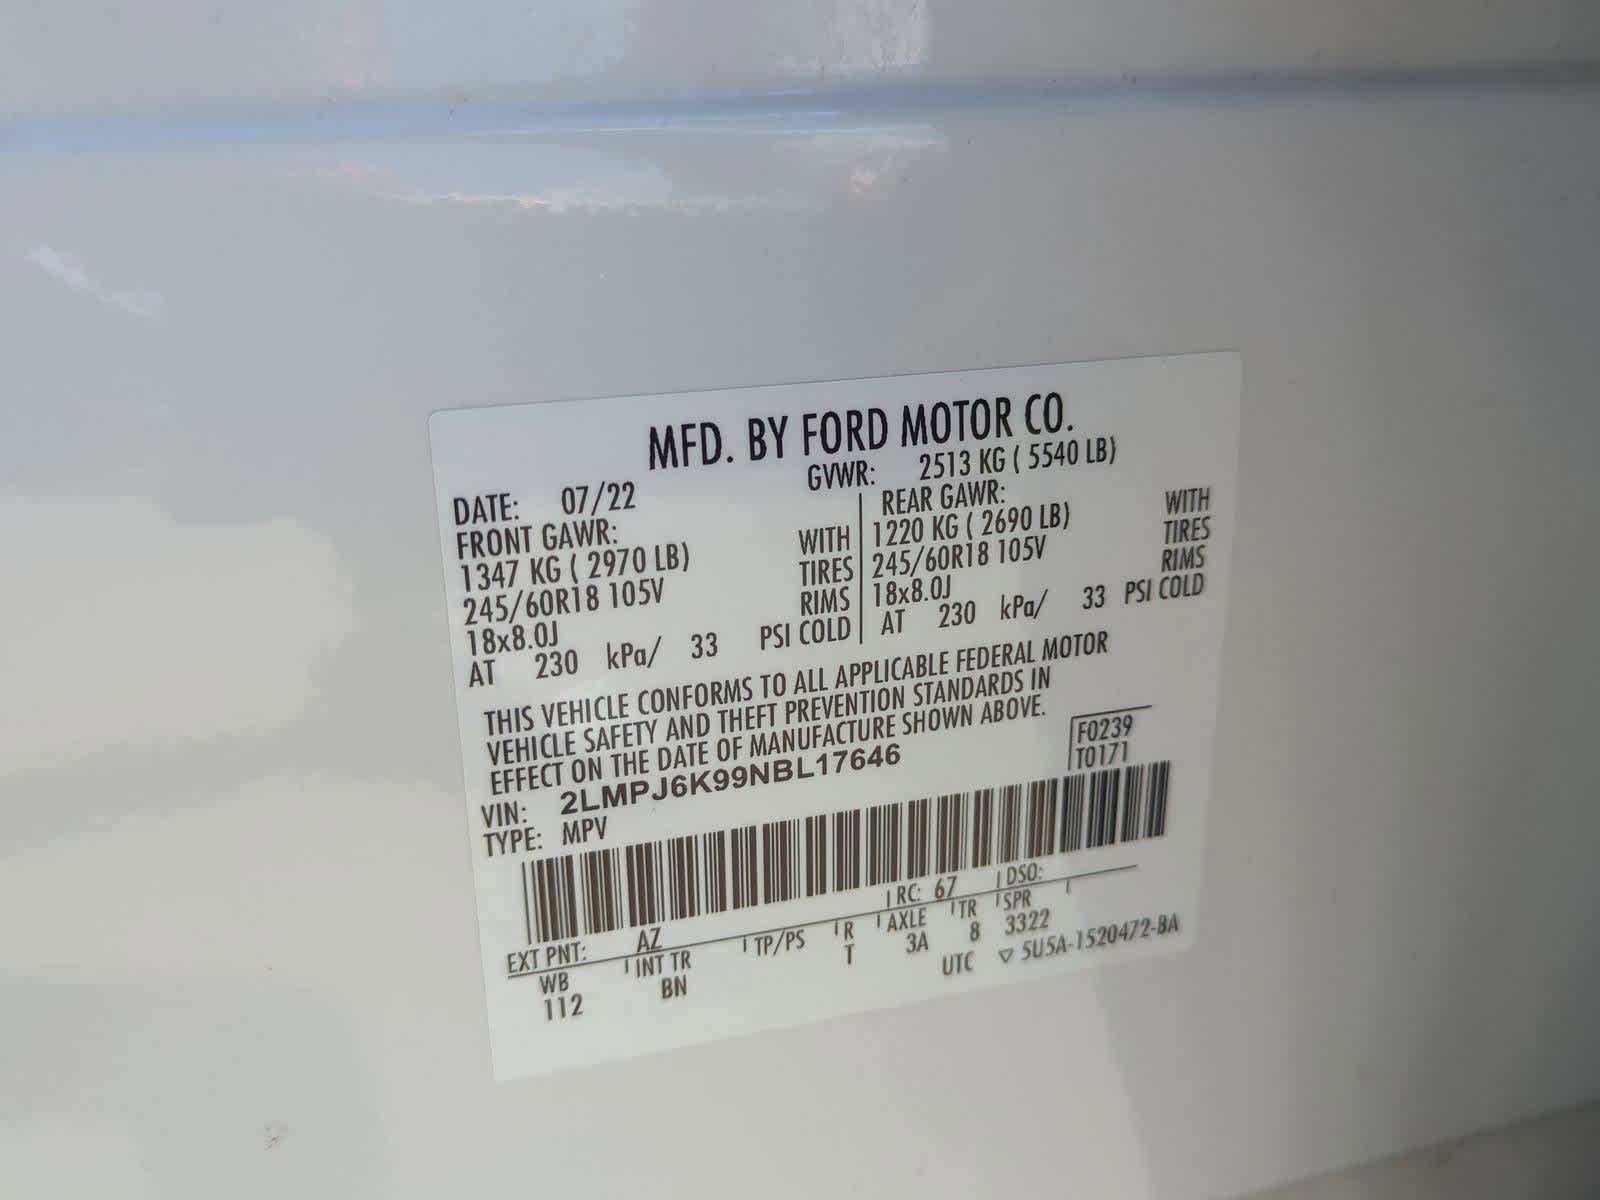 MFD. BY FORD MOTOR CO.
DATE: 07/22 GVWR: 2513 KG ( 5540 LB)
FRONT GAWR: REAR GAWR:
1347 KG ( 2970 LB) WITH 1220 KG ( 2690 LB) WITH
245/60R18 105V TIRES 245/60R18 105V TIRES
18x8.0J RIMS 18x8.0J RIMS
AT 230 kPa/ 33 PSI COLD AT 230 kPa/ 33 PSI COLD
THIS VEHICLE CONFORMS TO ALL APPLICABLE FEDERAL MOTOR
VEHICLE SAFETY AND THEFT PREVENTION STANDARDS IN
EFFECT ON THE DATE OF MANUFACTURE SHOWN ABOVE.
F0239
T0171
VIN: 2LMPJ6K99NBL17646
TYPE: MPV
EXT PNT: AZ RC: 67 DSO:
WB INT TR TP/PS R AXLE TR SPR
112 BN T 3A 8 3322
UTC ▽ 5U5A-1520472-BA